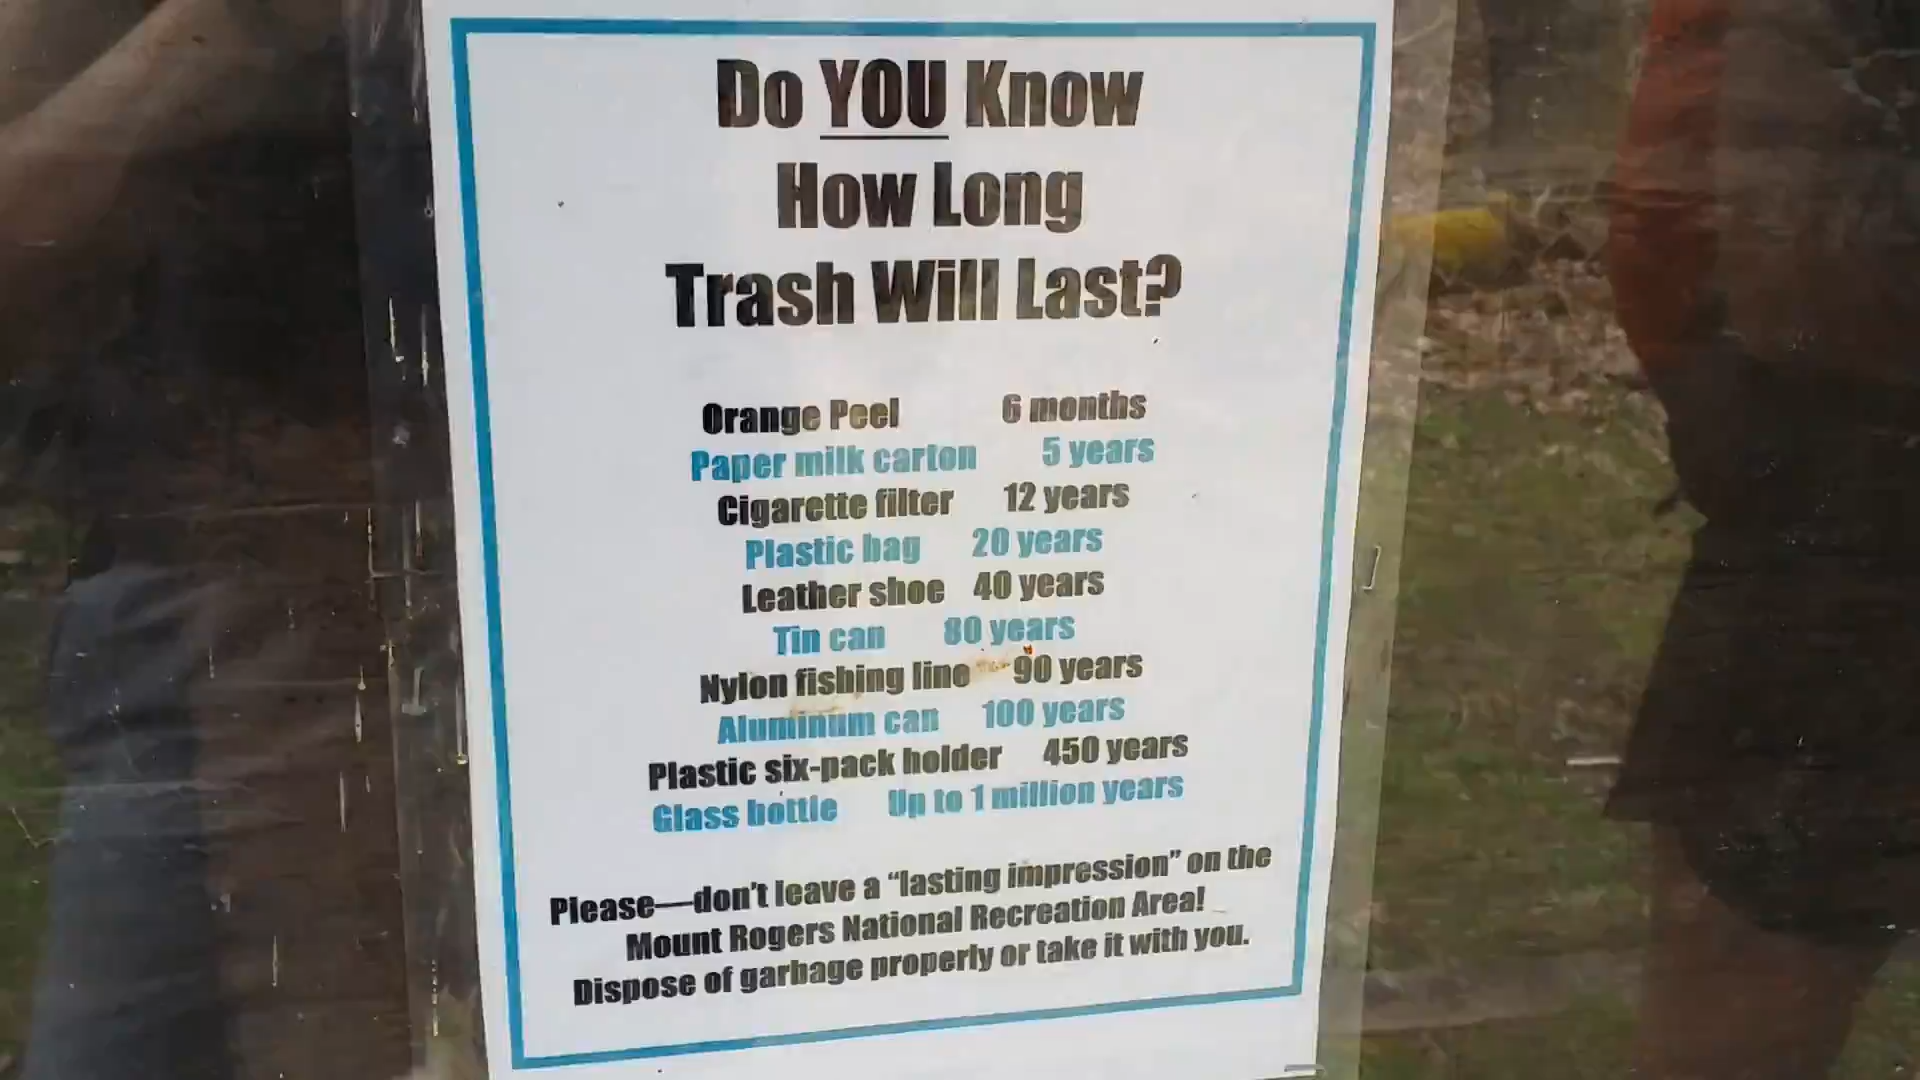 Do YOU Know
How Long
Trash Will Last?
Orange Peel 6 months
Paper milk carton 5 years
Cigarette filter 12 years
Plastic bag 20 years
Leather shoe 40 years
Tin can 80 years
Nylon fishing line 90 years
Aluminum can 100 years
Plastic six-pack holder 450 years
Glass bottle Up to 1 million years
Please—don't leave a "lasting impression" on the
Mount Rogers National Recreation Area!
Dispose of garbage properly or take it with you.